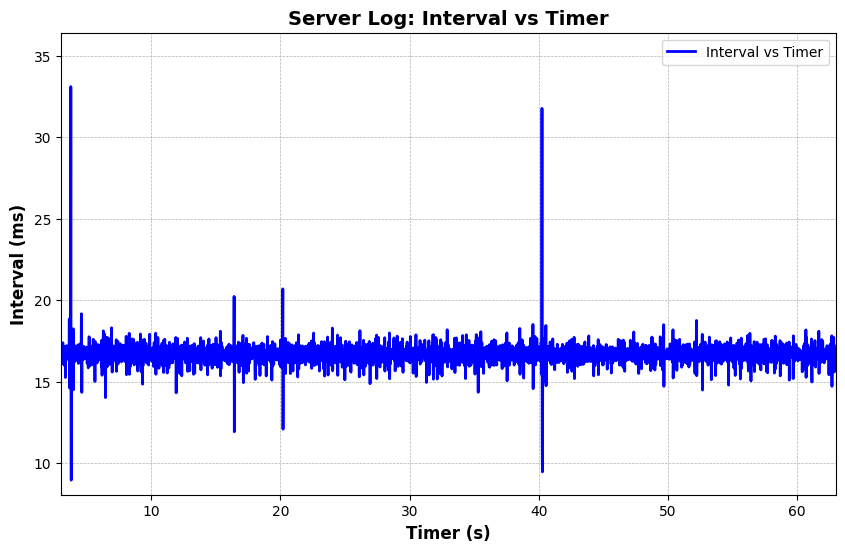 Server Log: Interval vs Timer
Interval vs Timer
Interval (ms)
35
30
25
20
15
10
10 20 30 40 50 60
Timer (s)